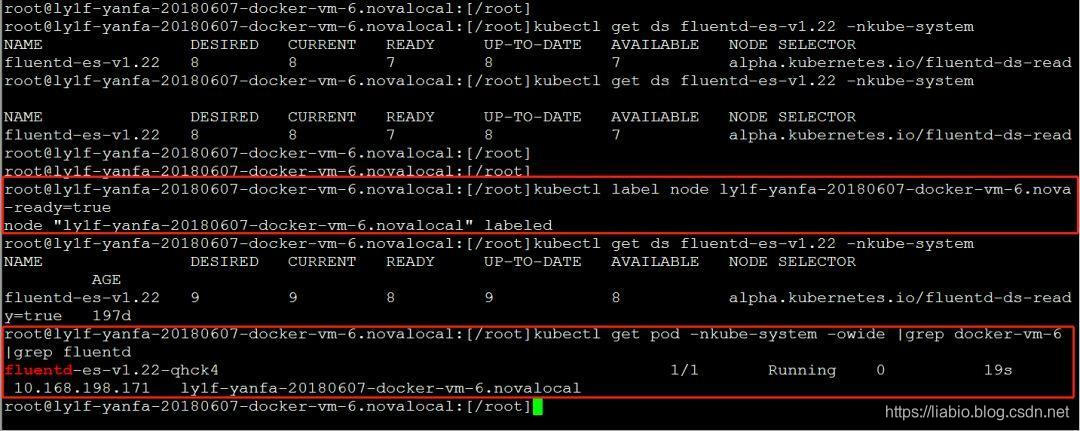 root@ly1f-yanfa-20180607-docker-vm-6.novalocal:[/root]
root@ly1f-yanfa-20180607-docker-vm-6.novalocal:[/root]kubectl get ds fluentd-es-v1.22 -nkube-system
NAME DESIRED CURRENT READY UP-TO-DATE AVAILABLE NODE SELECTOR
fluentd-es-v1.22 8 8 7 8 7 alpha.kubernetes.io/fluentd-ds-read
root@ly1f-yanfa-20180607-docker-vm-6.novalocal:[/root]kubectl get ds fluentd-es-v1.22 -nkube-system
NAME DESIRED CURRENT READY UP-TO-DATE AVAILABLE NODE SELECTOR
fluentd-es-v1.22 8 8 7 8 7 alpha.kubernetes.io/fluentd-ds-read
root@ly1f-yanfa-20180607-docker-vm-6.novalocal:[/root]
root@ly1f-yanfa-20180607-docker-vm-6.novalocal:[/root]
root@ly1f-yanfa-20180607-docker-vm-6.novalocal:[/root]kubectl label node ly1f-yanfa-20180607-docker-vm-6.nova
-ready=true
node "ly1f-yanfa-20180607-docker-vm-6.novalocal" labeled
root@ly1f-yanfa-20180607-docker-vm-6.novalocal:[/root]kubectl get ds fluentd-es-v1.22 -nkube-system
NAME DESIRED CURRENT READY UP-TO-DATE AVAILABLE NODE SELECTOR
AGE
fluentd-es-v1.22 9 9 8 9 8 alpha.kubernetes.io/fluentd-ds-read
y=true 197d
root@ly1f-yanfa-20180607-docker-vm-6.novalocal:[/root]kubectl get pod -nkube-system -owide |grep docker-vm-6
|grep fluentd
fluentd-es-v1.22-qhck4 1/1 Running 0 19s
10.168.198.171 ly1f-yanfa-20180607-docker-vm-6.novalocal
root@ly1f-yanfa-20180607-docker-vm-6.novalocal:[/root]
https://liabio.blog.csdn.net